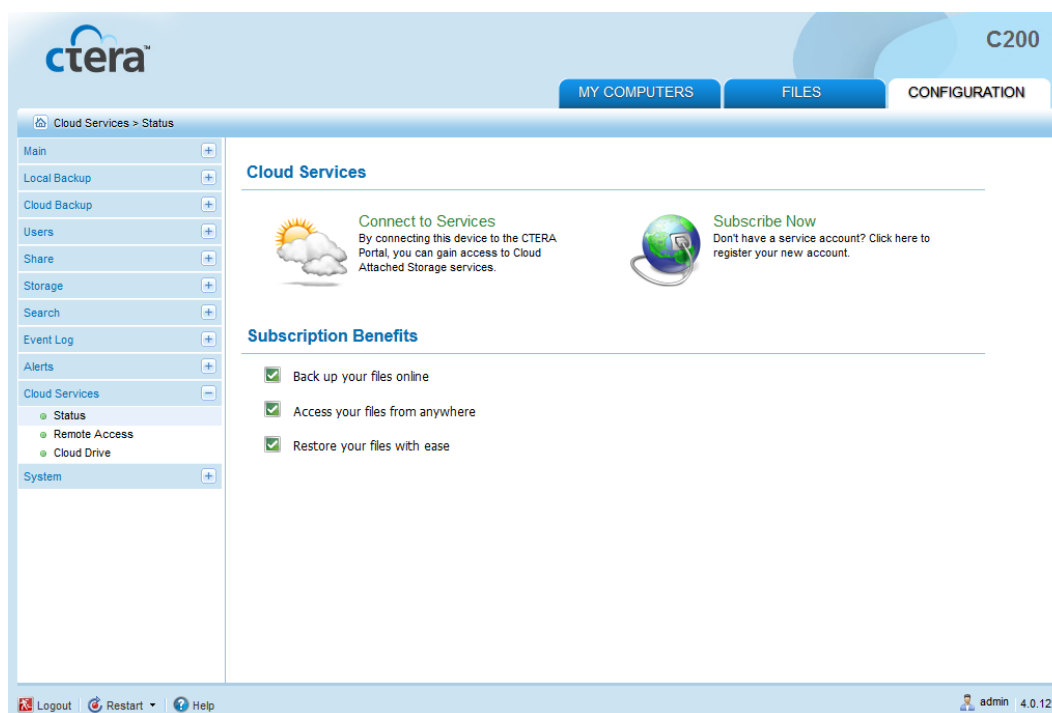 ctera™
C200
MY COMPUTERS
FILES
CONFIGURATION
Cloud Services > Status
Main
Local Backup
Cloud Backup
Users
Share
Storage
Search
Event Log
Alerts
Cloud Services
Status
Remote Access
Cloud Drive
System
Cloud Services
Connect to Services
By connecting this device to the CTERA
Portal, you can gain access to Cloud
Attached Storage services.
Subscribe Now
Don't have a service account? Click here to
register your new account.
Subscription Benefits
Back up your files online
Access your files from anywhere
Restore your files with ease
Logout
Restart
Help
admin
4.0.12